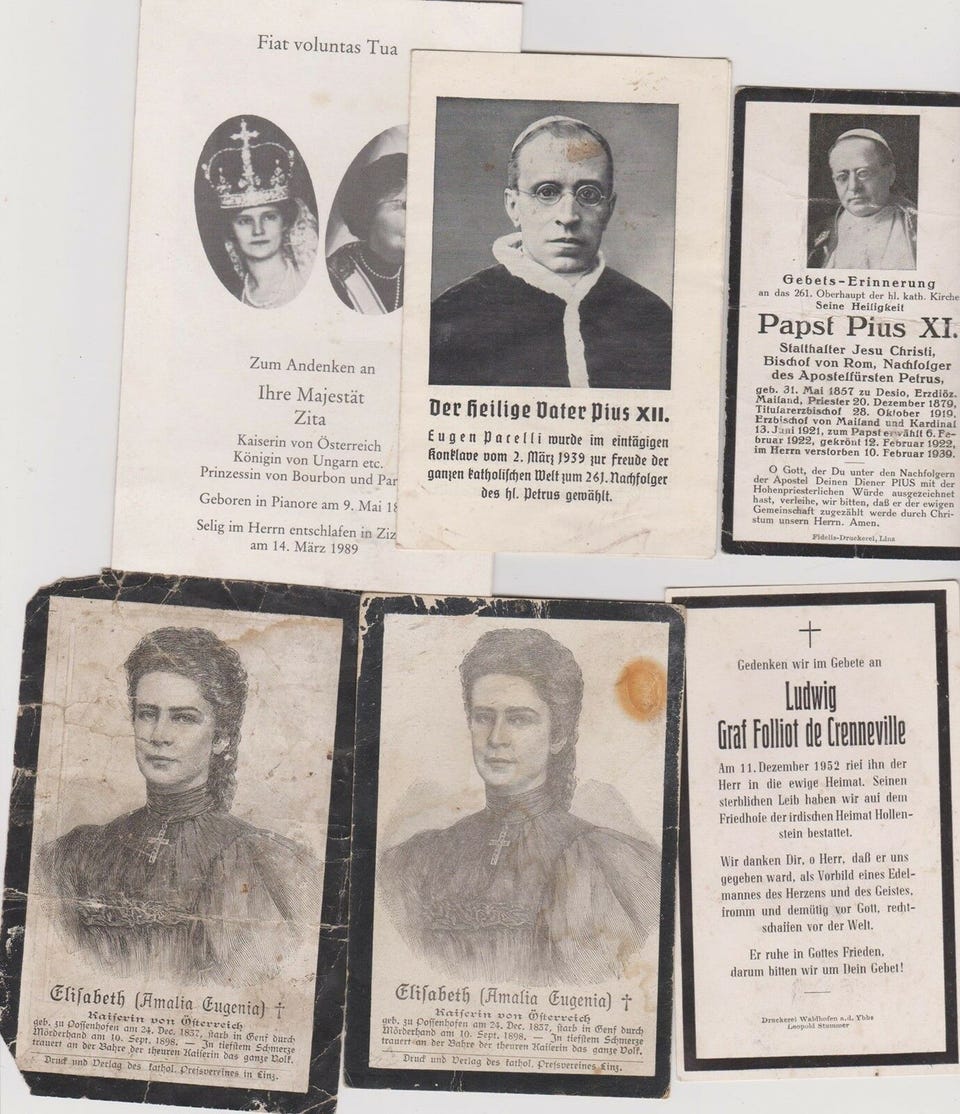 Fiat voluntas Tua
Zum Andenken an
Ihre Majestät
Zita
Kaiserin von Österreich
Königin von Ungarn etc.
Prinzessin von Bourbon und
Geboren in Pianore am 9. Mai
Selig im Herrn entschlafen in
am 14. März 1989
Der Heilige Vater Pius XII.
Eugen Pacelli wurde im eintägigen
Konklave vom 2. März 1939 zur Freude der
ganzen katholischen Welt zum 261. Nachfolger
des hl. Petrus gewählt.
Gebets-Erinnerung
an das 261. Oberhaupt der hl. kath. Kirche
Seine Heiligkeit
Papst Pius XI.
Statthalter Jesu Christi,
Bischof von Rom, Nachfolger
des Apostelfürsten Petrus,
geb. 31. Mai 1857 zu Desio, Erzdiöz.
Mailand, Priester 20. Dezember 1879,
Titularerzbischof 28. Oktober 1919,
Erzbischof von Mailand und Kardinal
13. Juni 1921, zum Papst erwählt 6. Fe-
bruar 1922, gekrönt 12. Februar 1922,
im Herrn verstorben 10. Februar 1939.
O Gott, der Du unter den Nachfolgern
der Apostel Deinen Diener PIUS mit der
Hohenpriesterlichen Würde ausgezeichnet
hast, verleihe, wir bitten, daß er der ewigen
Gemeinschaft zugezählt werde durch Chri-
stum unsern Herrn. Amen.
Fidelis-Druckerei, Linz
Elisabeth (Amalia Eugenia) †
Kaiserin von Österreich
geb. zu Possenhofen am 24. Dec. 1837, starb in Genf durch
Mörderhand am 10. Sept. 1898. — In tiefstem Schmerze
trauert an der Bahre der theuren Kaiserin das ganze Volk.
Druck und Verlag des kathol. Pressvereines in Linz.
Elisabeth (Amalia Eugenia) †
Kaiserin von Österreich
geb. zu Possenhofen am 24. Dec. 1837, starb in Genf durch
Mörderhand am 10. Sept. 1898. — In tiefstem Schmerze
trauert an der Bahre der theuren Kaiserin das ganze Volk.
Druck und Verlag des kathol. Pressvereines in Linz.
Gedenken wir im Gebete an
Ludwig
Graf Folliot de Crenneville
Am 11. Dezember 1952 rief ihn der
Herr in die ewige Heimat. Seinen
sterblichen Leib haben wir auf dem
Friedhofe der irdischen Heimat Hollen-
stein bestattet.
Wir danken Dir, o Herr, daß er uns
gegeben ward, als Vorbild eines Edel-
mannes des Herzens und des Geistes,
fromm und demütig vor Gott, recht-
schaffen vor der Welt.
Er ruhe in Gottes Frieden,
darum bitten wir um Dein Gebet!
Druckerei Waidhofen a.d. Ybbs
Leopold Stummer